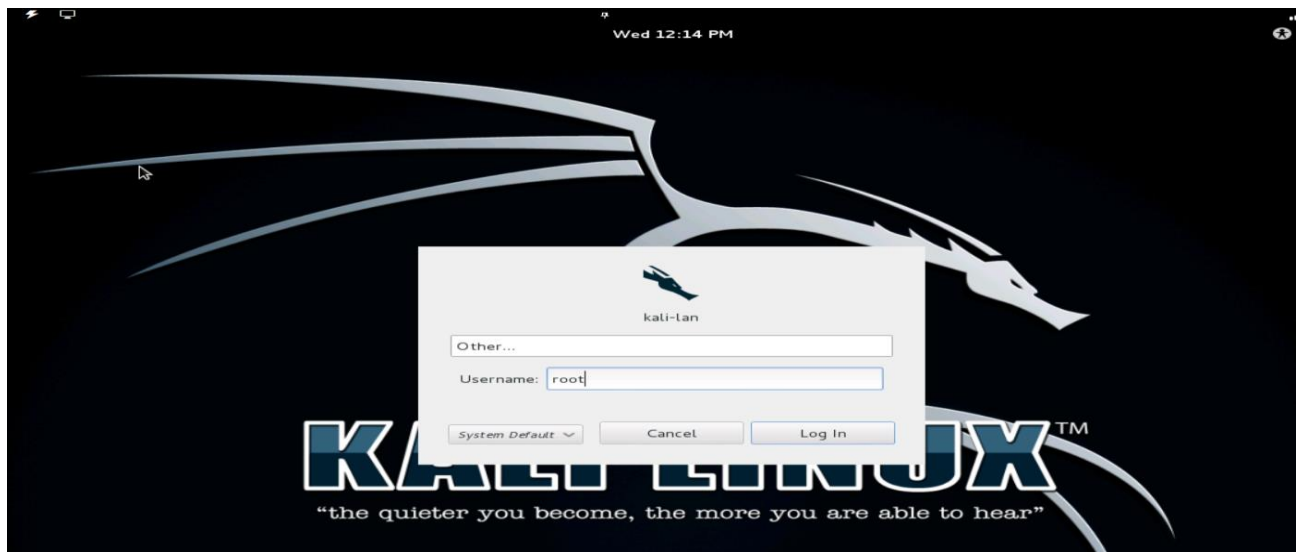 Wed 12:14 PM
kali-lan
Other...
Username: root
System Default Cancel Log In
KALI LINUX™
“the quieter you become, the more you are able to hear”